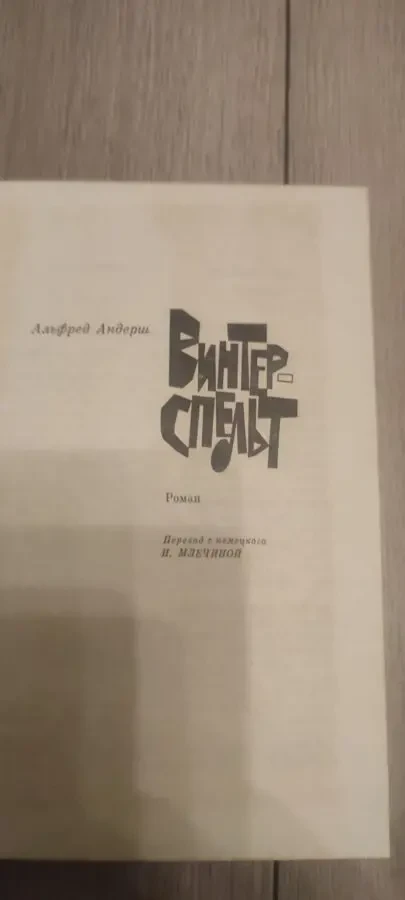 Альфред Андерш
ВИНТЕР-
СПЕЛЬТ
Роман
Перевод с немецкого
И. МЛЕЧИНОЙ